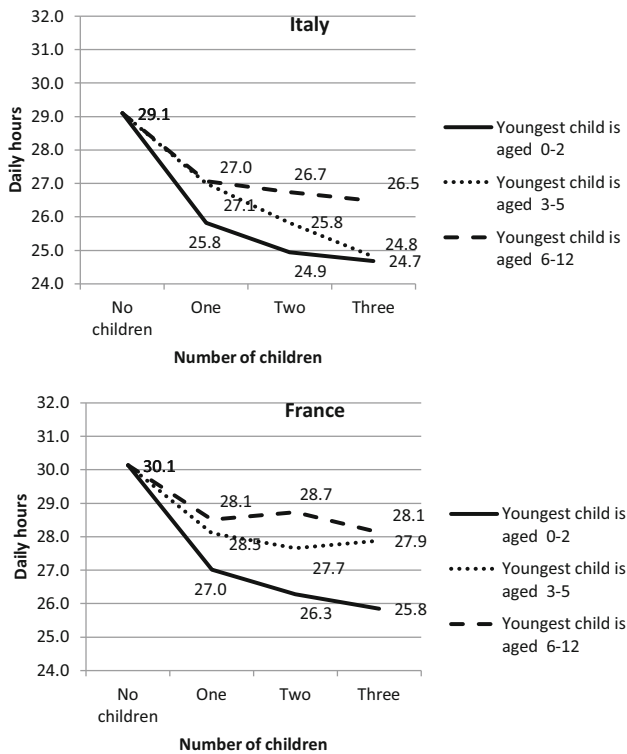 Italy
32.0
31.0
30.0
29.0
28.0
27.0
26.0
25.0
24.0
Daily hours
29.1
27.0
26.7
26.5
27.1
25.8
24.8
25.8
24.9
24.7
No children
One
Two
Three
Number of children
Youngest child is
aged 0-2
Youngest child is
aged 3-5
Youngest child is
aged 6-12
France
32.0
31.0
30.0
29.0
28.0
27.0
26.0
25.0
24.0
Daily hours
30.1
28.1
28.7
28.1
28.5
27.7
27.9
27.0
26.3
25.8
No
children
One
Two
Three
Number of children
Youngest child is
aged 0-2
Youngest child is
aged 3-5
Youngest child is
aged 6-12